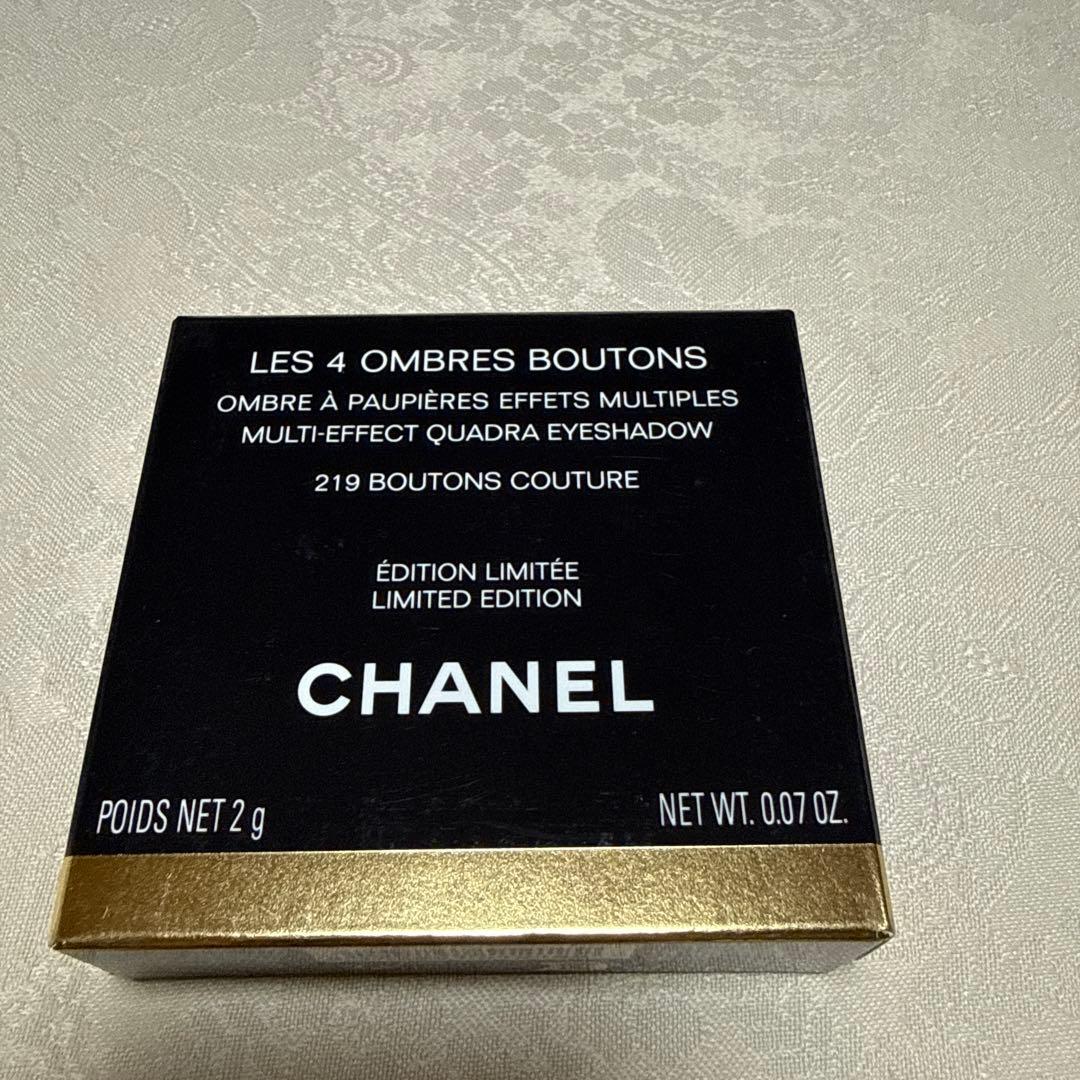 LES 4 OMBRES BOUTONS
OMBRE À PAUPIÈRES EFFETS MULTIPLES
MULTI-EFFECT QUADRA EYESHADOW
219 BOUTONS COUTURE
ÉDITION LIMITÉE
LIMITED EDITION
CHANEL
POIDS NET 2 g NET WT. 0.07 OZ.